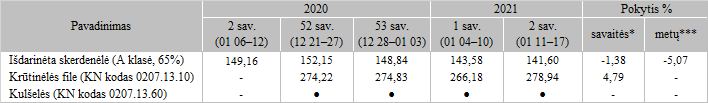 Pavadinimas 2020 2021 Pokytis %
2 sav. (01 06–12) 52 sav. (12 21–27) 53 sav. (12 28–01 03) 1 sav. (01 04–10) 2 sav. (01 11–17) savaitės* metų***
Išdarinėta skerdenėlė (A klasė, 65%) 149,16 152,15 148,84 143,58 141,60 -1,38 -5,07
Krūtinėlės filė (KN kodas 0207.13.10) - 274,22 274,83 266,18 278,94 4,79 -
Kulšelės (KN kodas 0207.13.60) - ● ● ● ● - -